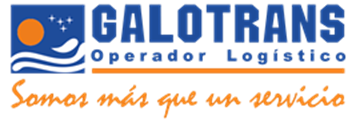 GALOTRANS
Operador Logístico
Somos más que un servicio